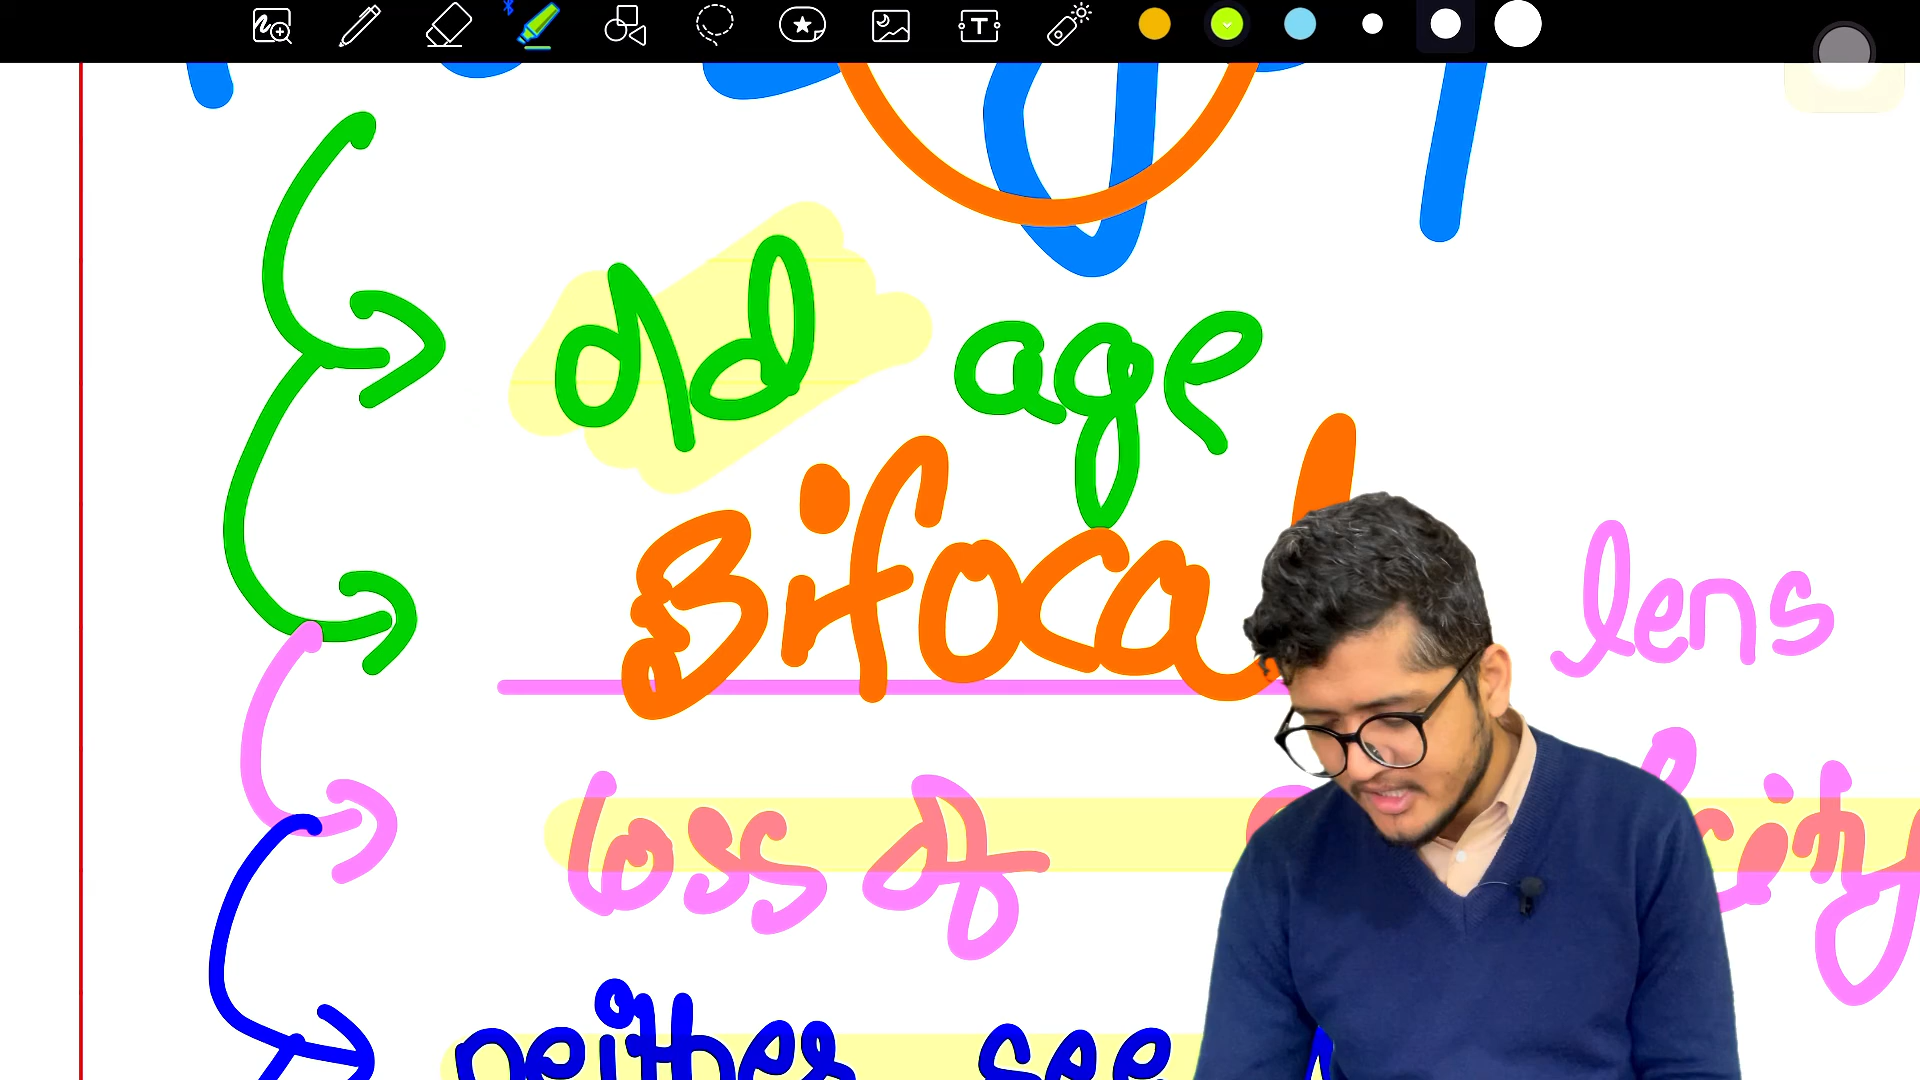 old age
Bifocal lens
loss of
neither see